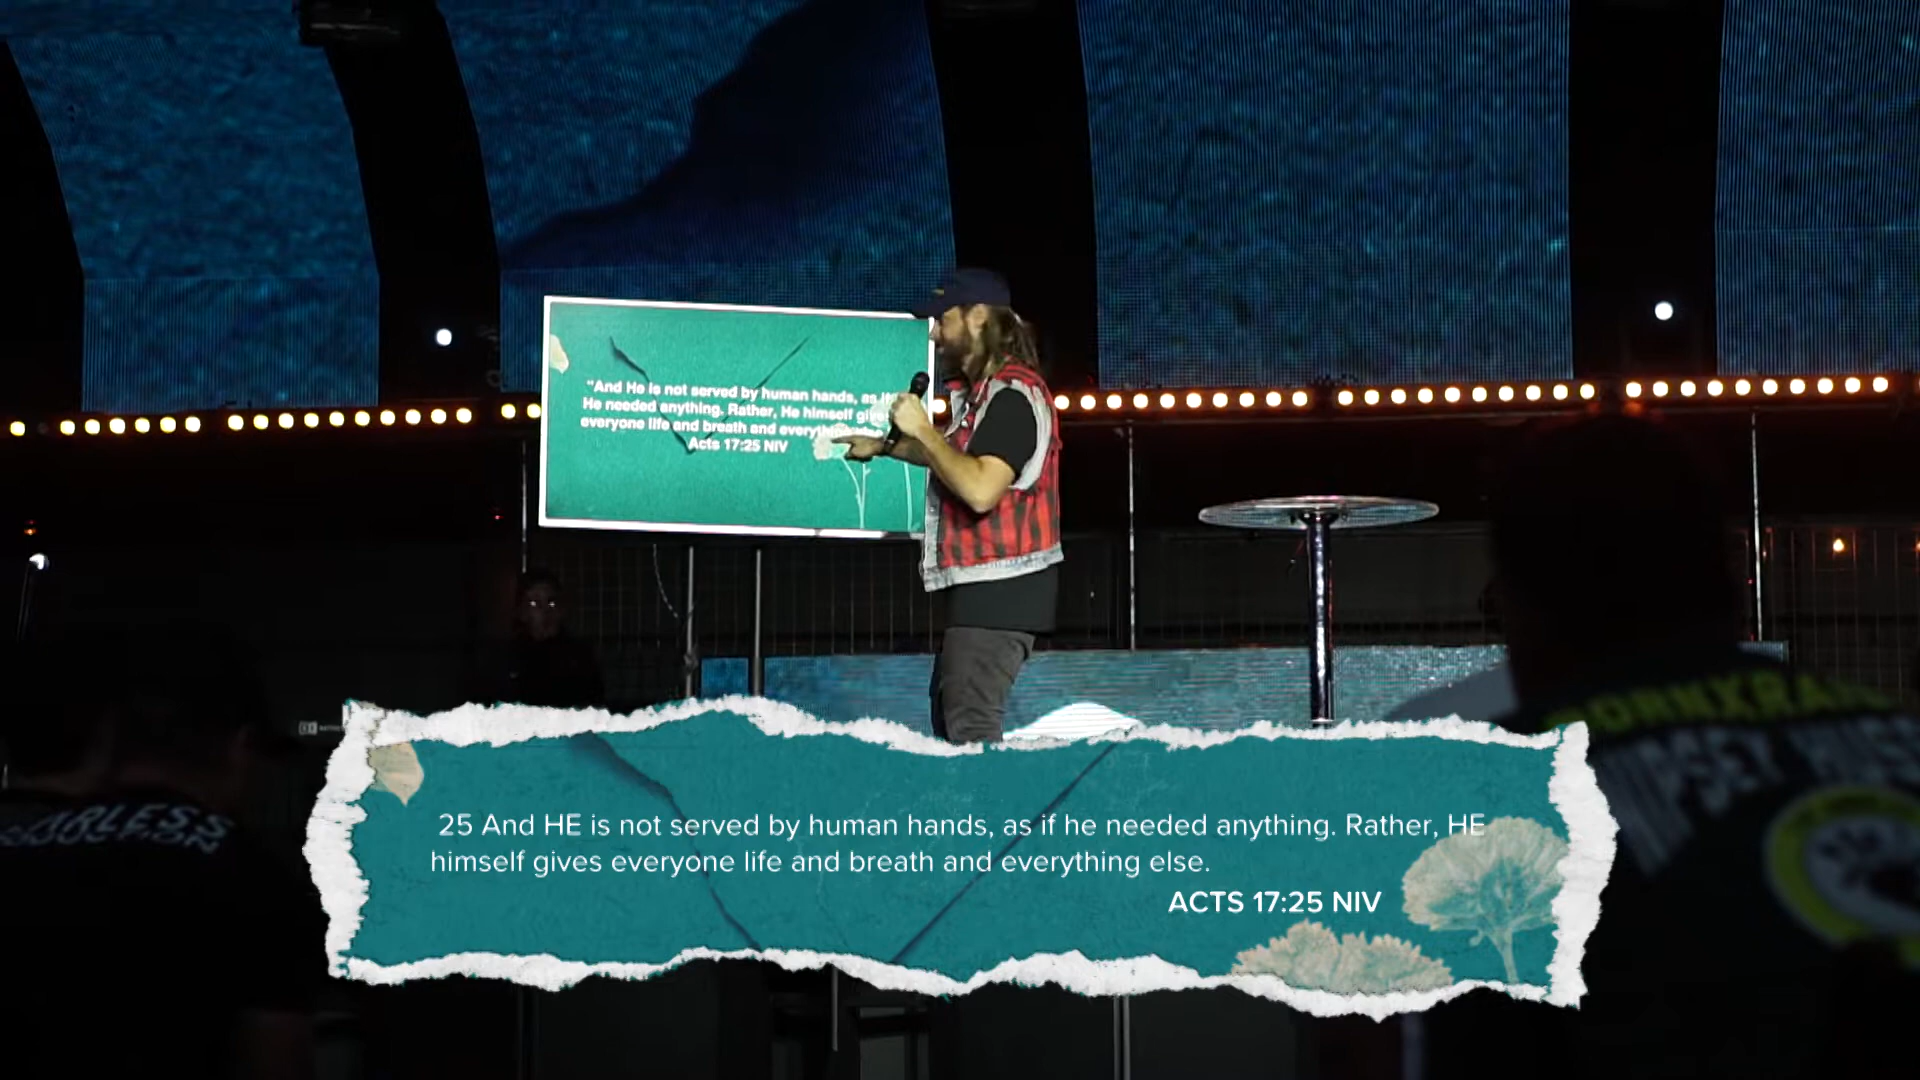 "And He is not served by human hands, as if
He needed anything. Rather, He himself gives
everyone life and breath and everything else
Acts 17:25 NIV
25 And HE is not served by human hands, as if he needed anything. Rather, HE
himself gives everyone life and breath and everything else.
ACTS 17:25 NIV